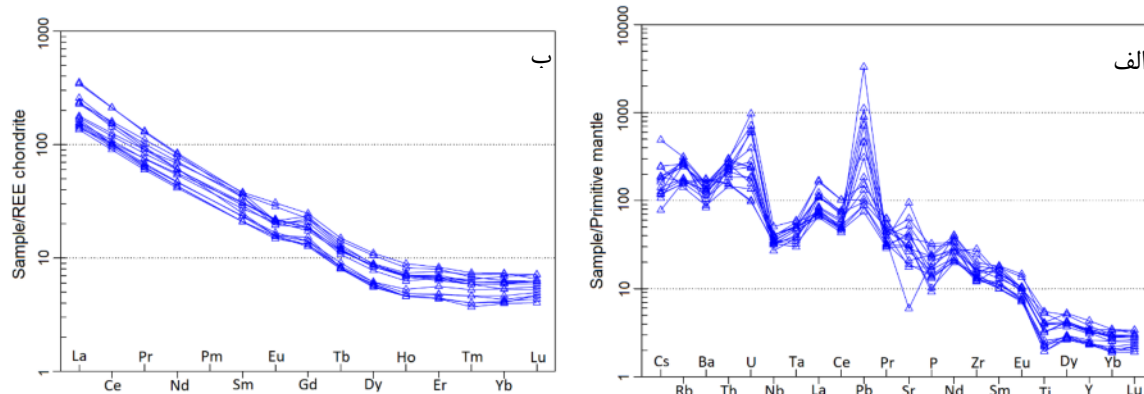 ب
Sample/REE chondrite
1000
100
10
1
La
Pr
Pm
Eu
Tb
Ho
Tm
Lu
Ce
Nd
Sm
Gd
Dy
Er
Yb
الف
Sample/Primitive mantle
10000
1000
100
10
1
Cs
Ba
U
Ta
Ce
Pr
P
Zr
Eu
Dy
Yb
Rb
Th
Nb
La
Pb
Sr
Nd
Sm
Ti
Y
Lu